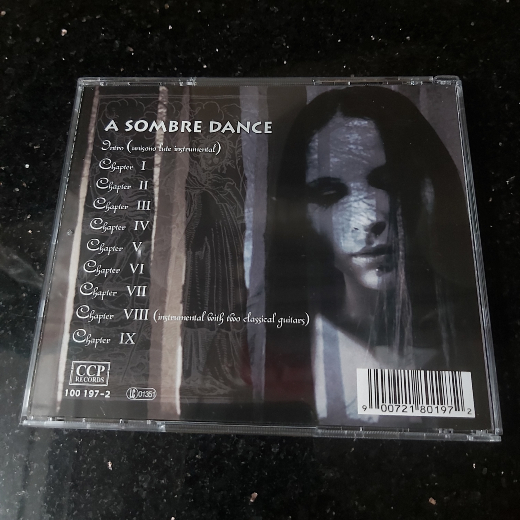 A SOMBRE DANCE
Intro (unisono lute instrumental)
Chapter I
Chapter II
Chapter III
Chapter IV
Chapter V
Chapter VI
Chapter VII
Chapter VIII (instrumental with two classical guitars)
Chapter IX
CCP
RECORDS
100 197-2
LC 01351
9 00721 80197 2